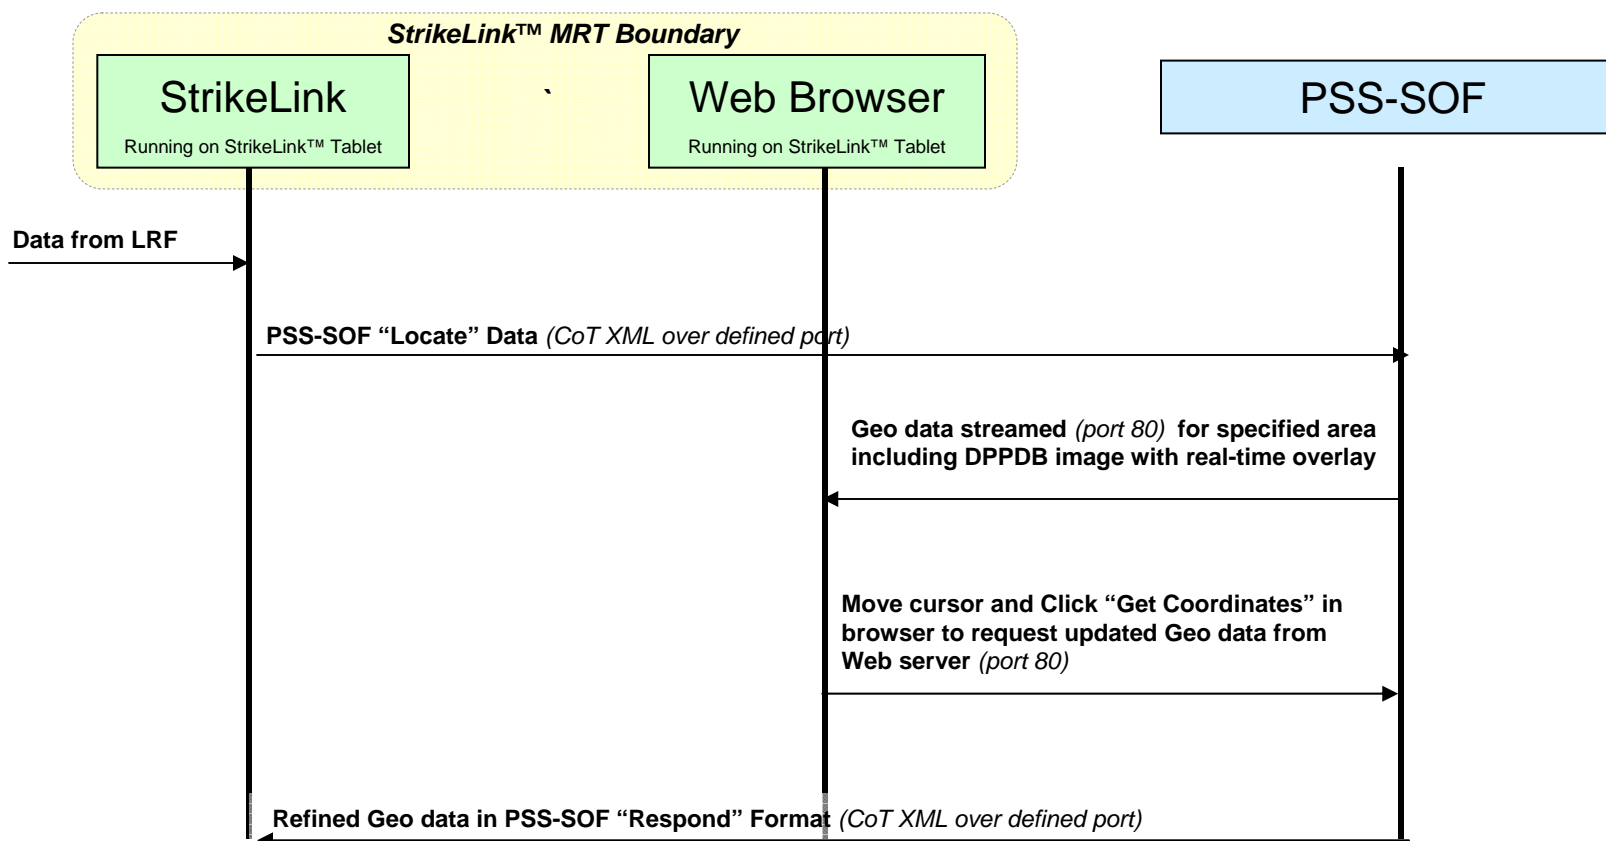 StrikeLink™ MRT Boundary
StrikeLink
Running on StrikeLink™ Tablet
`
Web Browser
Running on StrikeLink™ Tablet
PSS-SOF
Data from LRF
PSS-SOF “Locate” Data (CoT XML over defined port)
Geo data streamed (port 80) for specified area
including DPPDB image with real-time overlay
Move cursor and Click “Get Coordinates” in
browser to request updated Geo data from
Web server (port 80)
Refined Geo data in PSS-SOF “Respond” Format (CoT XML over defined port)